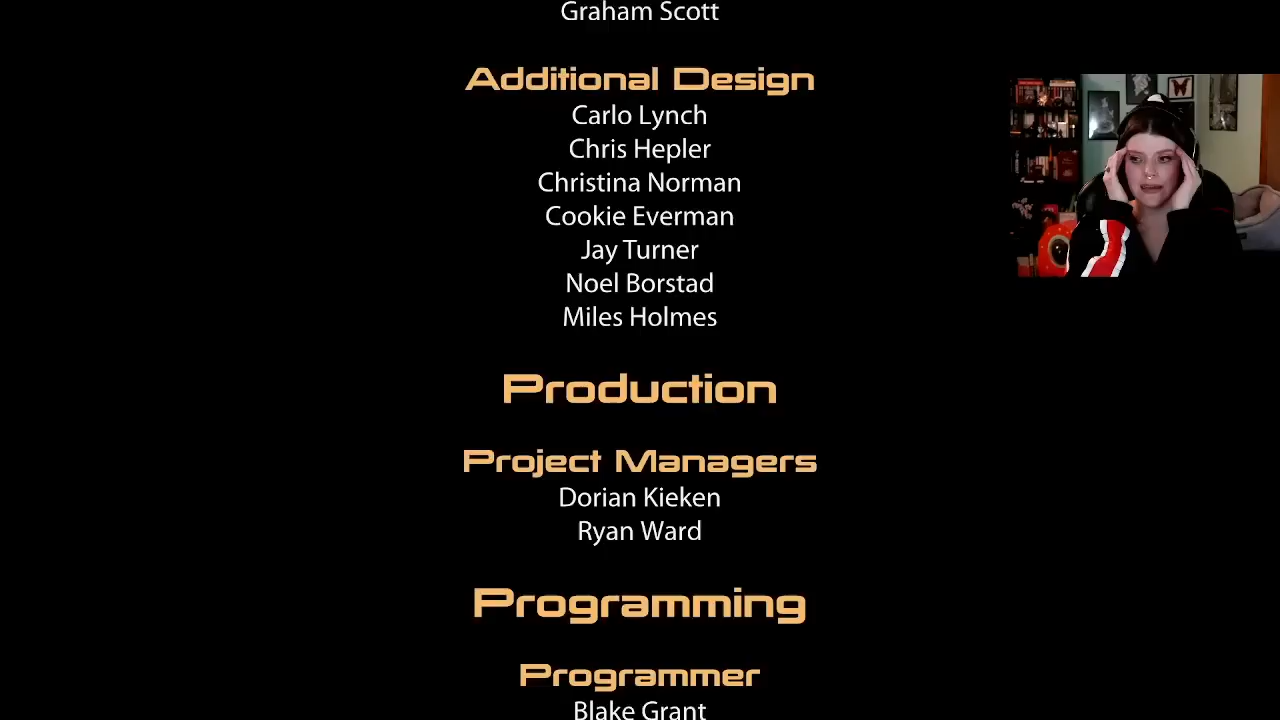 Graham Scott
Additional Design
Carlo Lynch
Chris Hepler
Christina Norman
Cookie Everman
Jay Turner
Noel Borstad
Miles Holmes
Production
Project Managers
Dorian Kieken
Ryan Ward
Programming
Programmer
Blake Grant